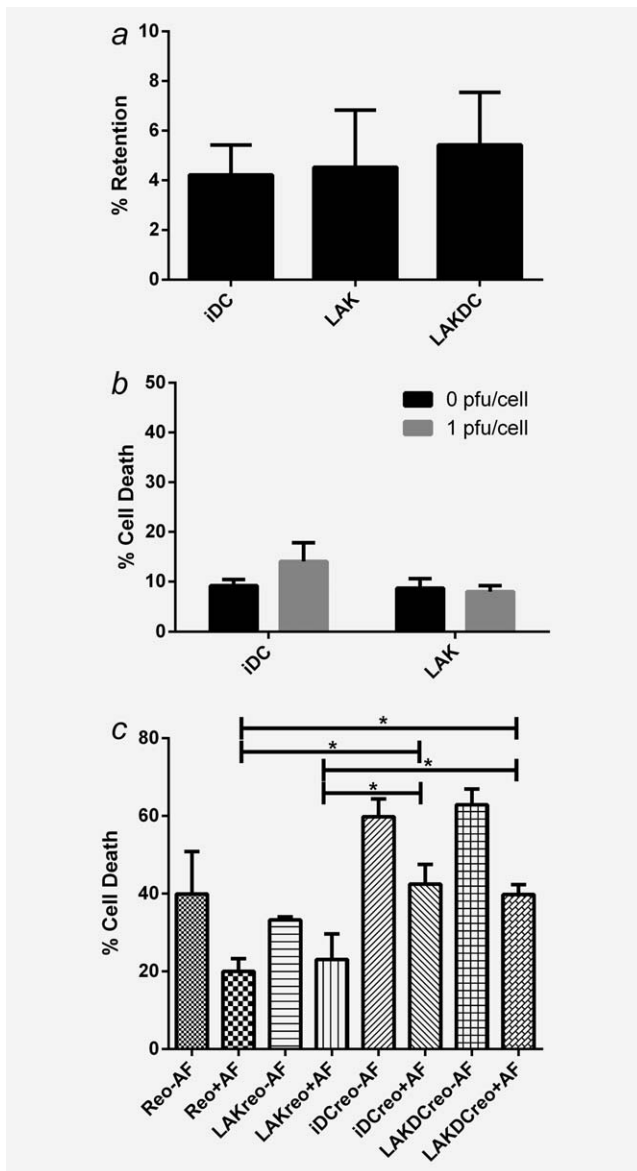 a
10
8
6
4
2
0
% Retention
iDC
LAK
LAKDC
b
50
40
30
20
10
0
% Cell Death
0 pfu/cell
1 pfu/cell
iDC
LAK
c
80
60
40
20
0
% Cell Death
*
*
*
*
Reo-AF
Reo+AF
LAKreo-AF
LAKreo+AF
iDCreo-AF
iDCreo+AF
LAKDCreo-AF
LAKDCreo+AF